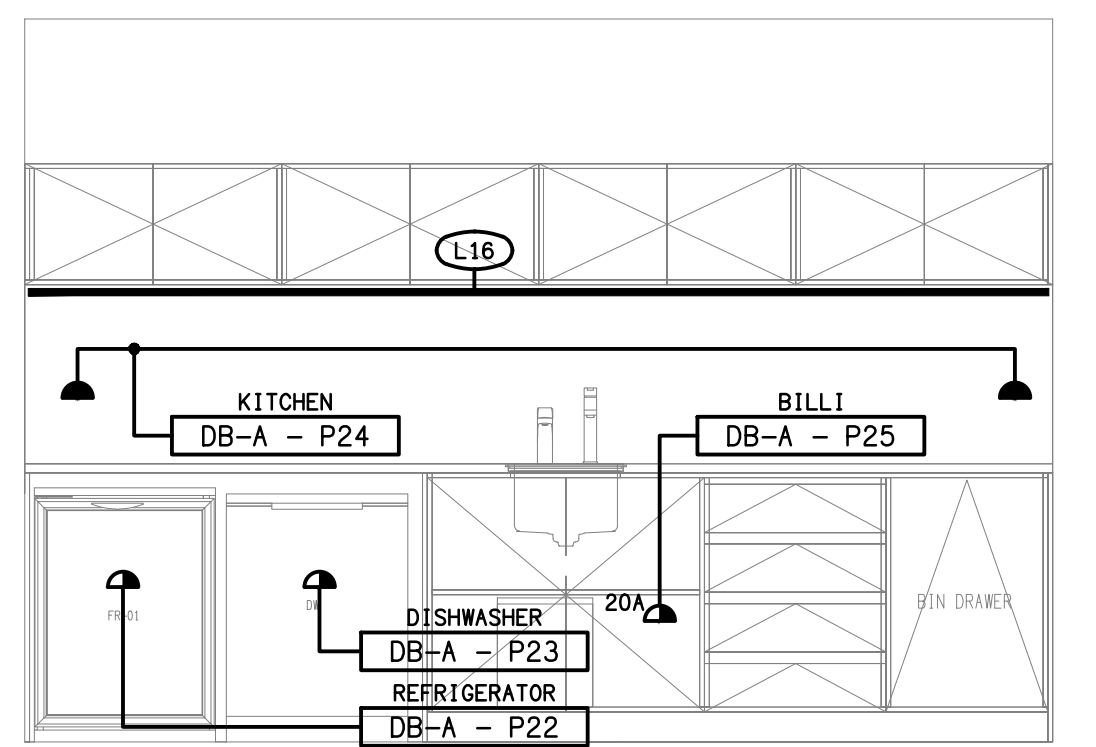 L16
KITCHEN
DB-A - P24
BILLI
DB-A - P25
FR-01
DW
20A
BIN DRAWER
DISHWASHER
DB-A - P23
REFRIGERATOR
DB-A - P22